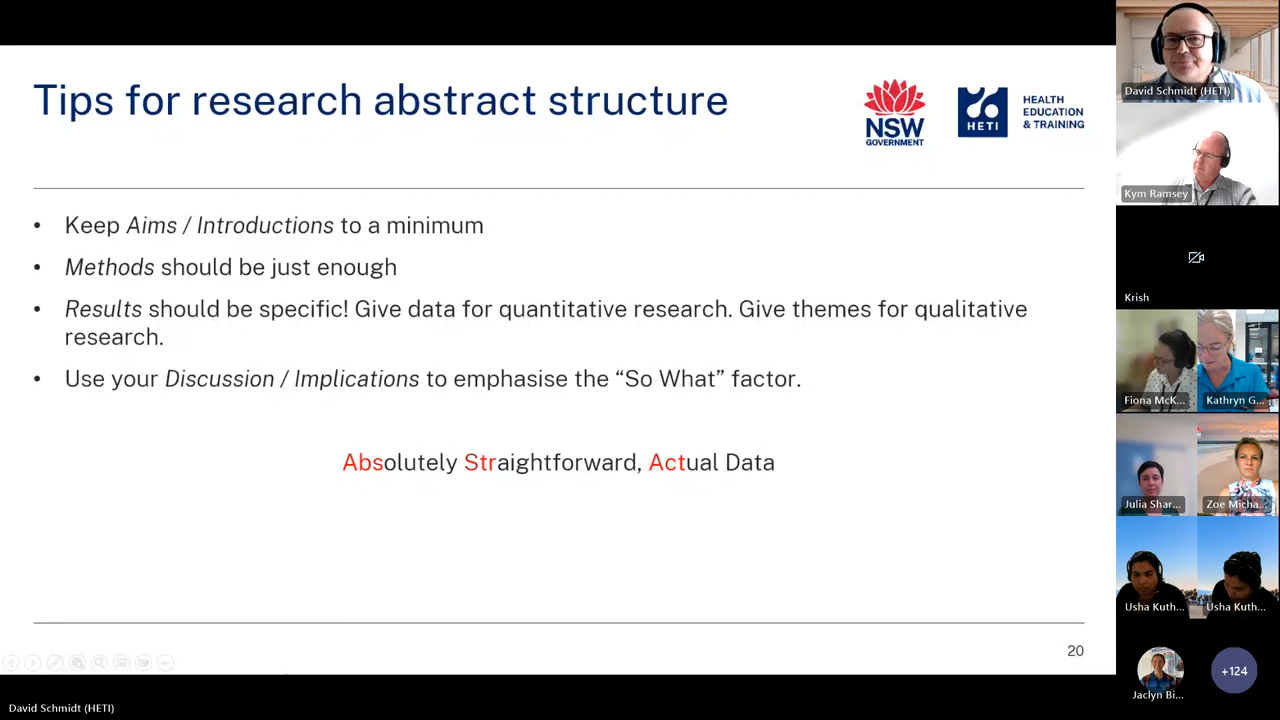 Tips for research abstract structure
NSW
GOVERNMENT
HETI
HEALTH
EDUCATION
& TRAINING
• Keep Aims / Introductions to a minimum
• Methods should be just enough
• Results should be specific! Give data for quantitative research. Give themes for qualitative
research.
• Use your Discussion / Implications to emphasise the “So What” factor.
Absolutely Straightforward, Actual Data
20
David Schmidt (HETI)
David Schmidt (HETI)
Kym Ramsey
Krish
Fiona McK...
Kathryn G...
Julia Shar...
Zoe Micha...
Usha Kuth...
Usha Kuth...
Jaclyn Bi...
+124